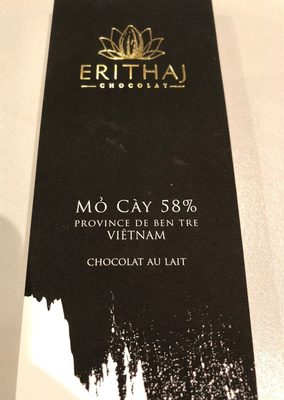 ERITHAJ
CHOCOLAT
MỎ CÀY 58%
PROVINCE DE BEN TRE
VIÊTNAM
CHOCOLAT AU LAIT